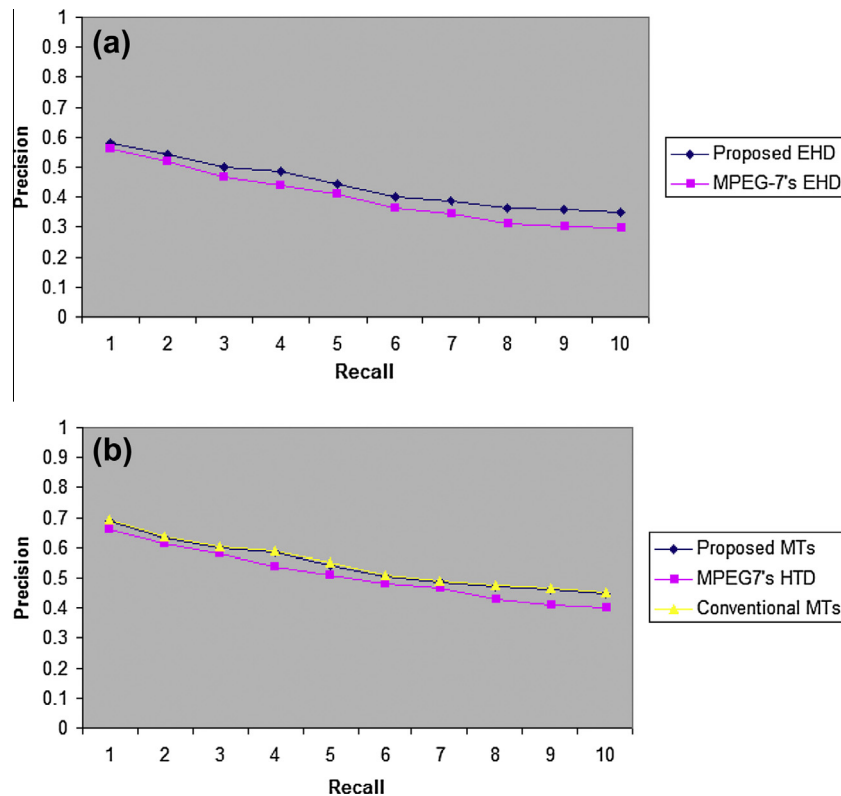 (a)
Precision
1
0.9
0.8
0.7
0.6
0.5
0.4
0.3
0.2
0.1
0
1 2 3 4 5 6 7 8 9 10
Recall
Proposed EHD
MPEG-7's EHD
(b)
Precision
1
0.9
0.8
0.7
0.6
0.5
0.4
0.3
0.2
0.1
0
1 2 3 4 5 6 7 8 9 10
Recall
Proposed MTs
MPEG7's HTD
Conventional MTs